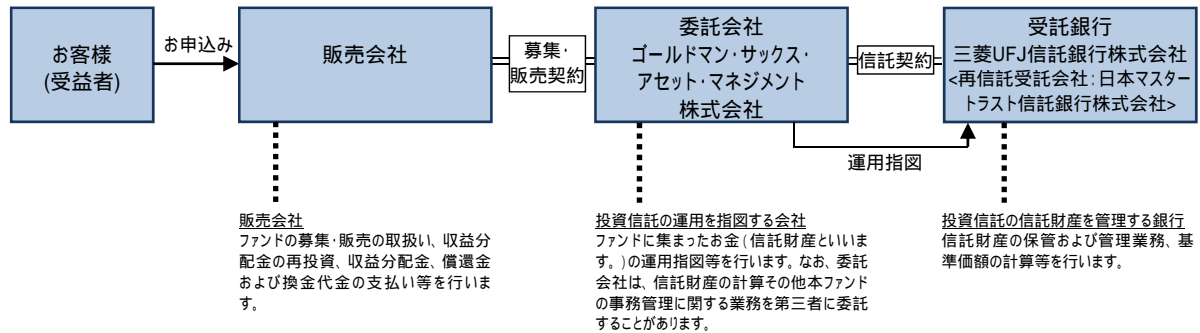 お客様
(受益者)
お申込み
販売会社
募集・
販売契約
委託会社
ゴールドマン・サックス・
アセット・マネジメント
株式会社
信託契約
受託銀行
三菱UFJ信託銀行株式会社
<再信託受託会社:日本マスター
トラスト信託銀行株式会社>
運用指図
販売会社
ファンドの募集・販売の取扱い、収益分
配金の再投資、収益分配金、償還金
および換金代金の支払い等を行いま
す。
投資信託の運用を指図する会社
ファンドに集まったお金(信託財産といいま
す。)の運用指図等を行います。なお、委託
会社は、信託財産の計算その他本ファンド
の事務管理に関する業務を第三者に委託
することがあります。
投資信託の信託財産を管理する銀行
信託財産の保管および管理業務、基
準価額の計算等を行います。